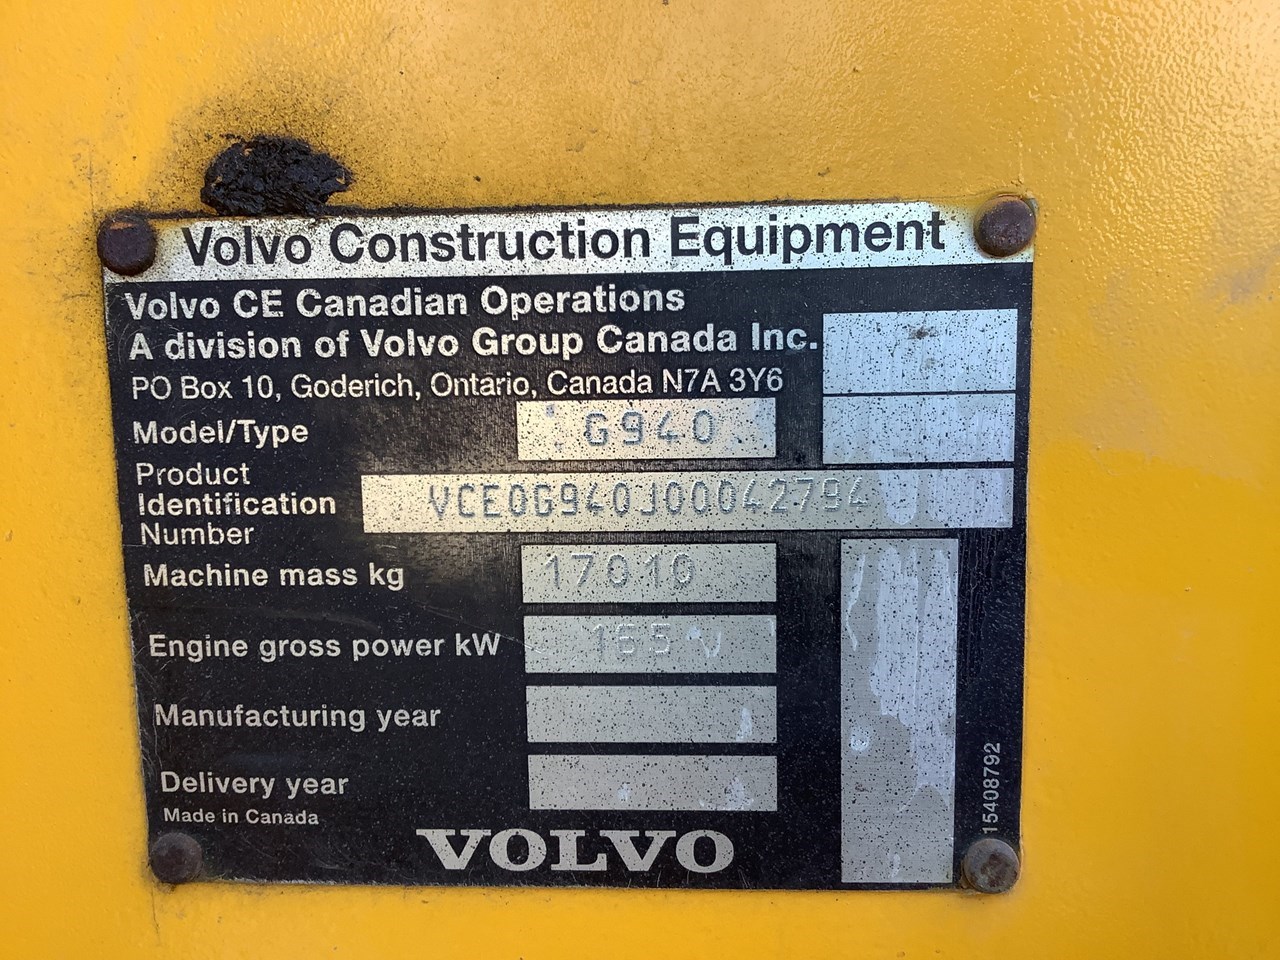 Volvo Construction Equipment
Volvo CE Canadian Operations
A division of Volvo Group Canada Inc.
PO Box 10, Goderich, Ontario, Canada N7A 3Y6
Model/Type G940
Product
Identification VCE0G940J00042794
Number
Machine mass kg 17010
Engine gross power kW 165
Manufacturing year
Delivery year
Made in Canada
VOLVO
15408792